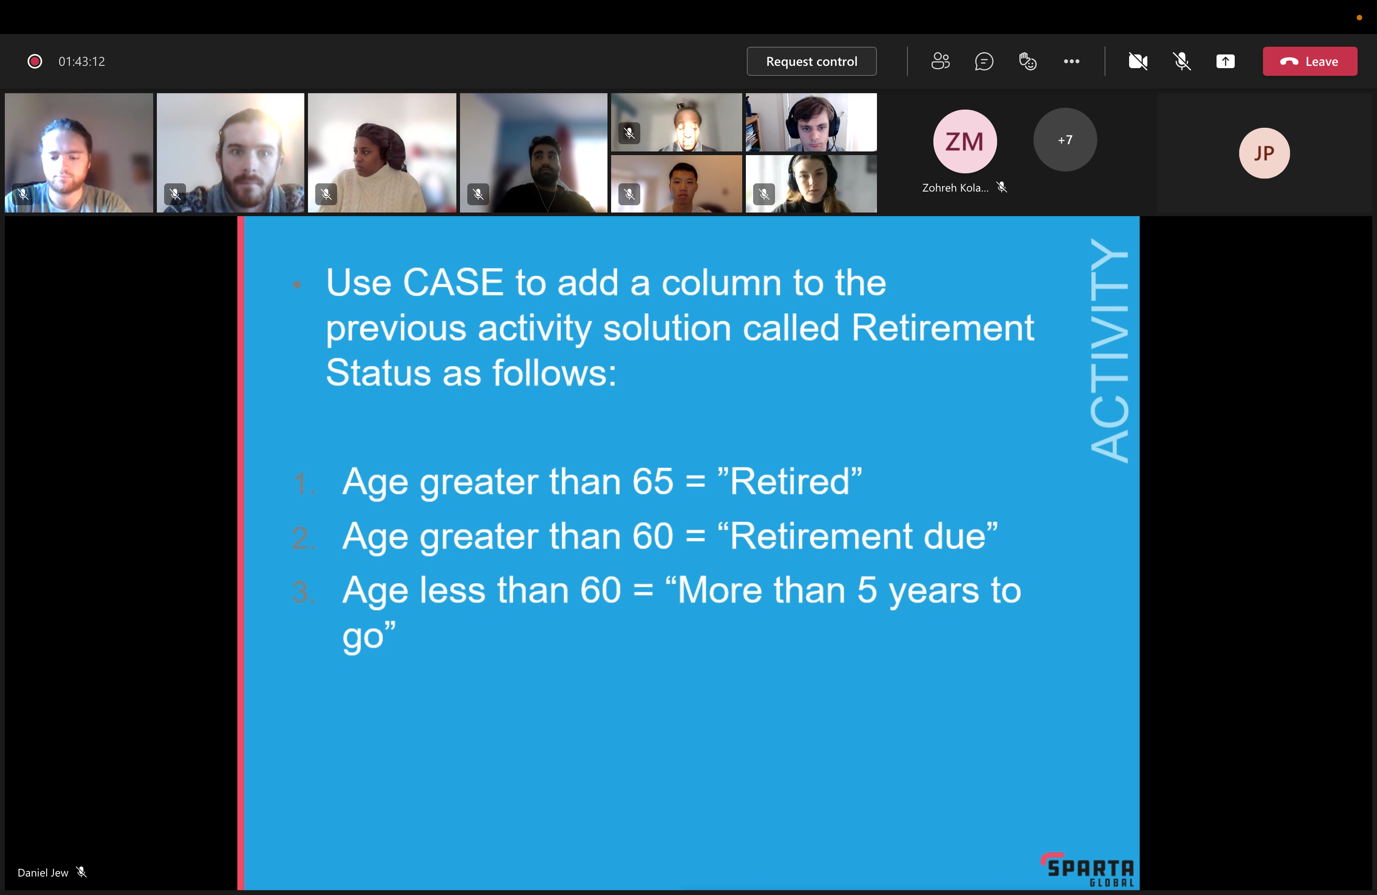 01:43:12
Request control
Leave
ZM
+7
JP
Zohreh Kola...
ACTIVITY
• Use CASE to add a column to the
previous activity solution called Retirement
Status as follows:
1. Age greater than 65 = ”Retired”
2. Age greater than 60 = “Retirement due”
3. Age less than 60 = “More than 5 years to
go”
Daniel Jew
SPARTA
GLOBAL